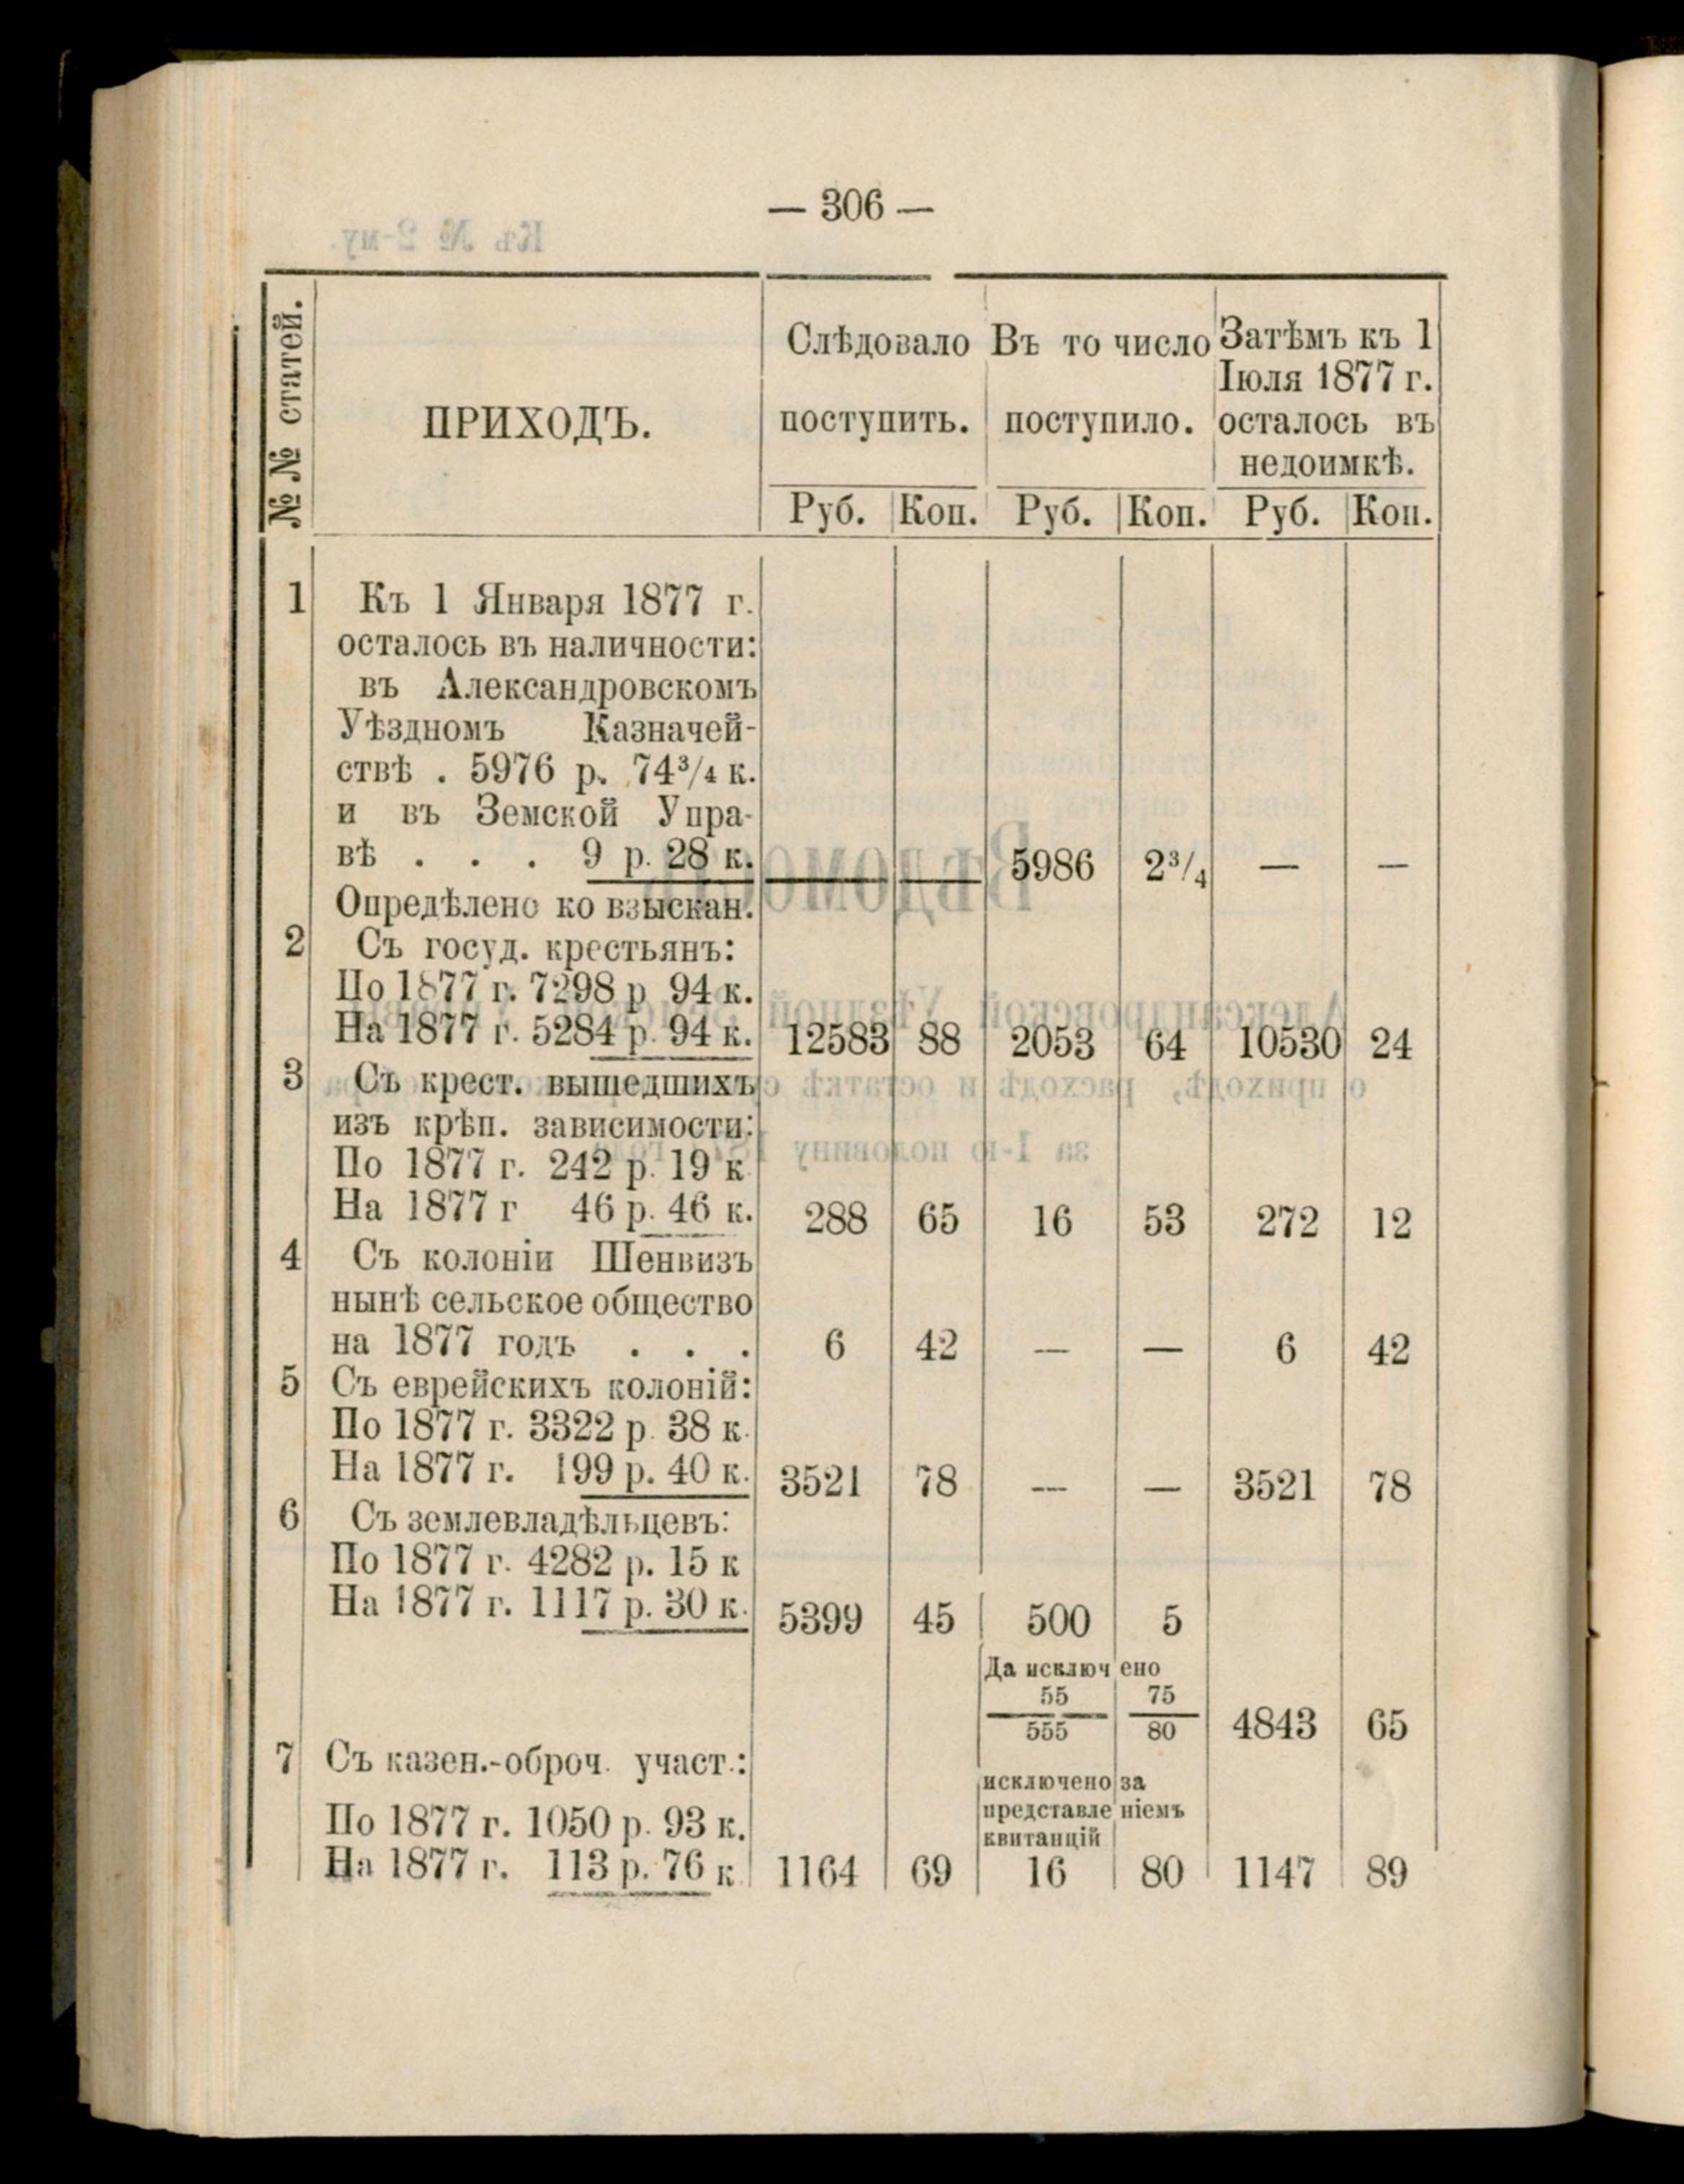 — 306 —
№№ статей.
ПРИХОДЪ.
Слѣдовало поступить.
Въ то число поступило.
Затѣмъ къ 1 Іюля 1877 г. осталось въ недоимкѣ.
Руб. Коп. Руб. Коп. Руб. Коп.
1 Къ 1 Января 1877 г.
осталось въ наличности:
въ Александровскомъ
Уѣздномъ Казначей-
ствѣ . 5976 р. 74³/₄ к.
и въ Земской Упра-
вѣ . . . 9 р. 28 к. — — 5986 2³/₄ — —
Опредѣлено ко взыскан.
2 Съ госуд. крестьянъ:
По 1877 г. 7298 р 94 к.
На 1877 г. 5284 р. 94 к. 12583 88 2053 64 10530 24
3 Съ крест. вышедшихъ
изъ крѣп. зависимости:
По 1877 г. 242 р. 19 к
На 1877 г 46 р. 46 к. 288 65 16 53 272 12
4 Съ колоніи Шенвизъ
нынѣ сельское общество
на 1877 годъ . . . 6 42 — — 6 42
5 Съ еврейскихъ колоній:
По 1877 г. 3322 р. 38 к.
На 1877 г. 199 р. 40 к. 3521 78 — — 3521 78
6 Съ землевладѣльцевъ:
По 1877 г. 4282 р. 15 к
На 1877 г. 1117 р. 30 к. 5399 45 500 5
Да исключено
55 75
555 80 4843 65
7 Съ казен.-оброч. участ.:
исключено за
представленіемъ
По 1877 г. 1050 р. 93 к.
квитанцій
На 1877 г. 113 р. 76 к 1164 69 16 80 1147 89